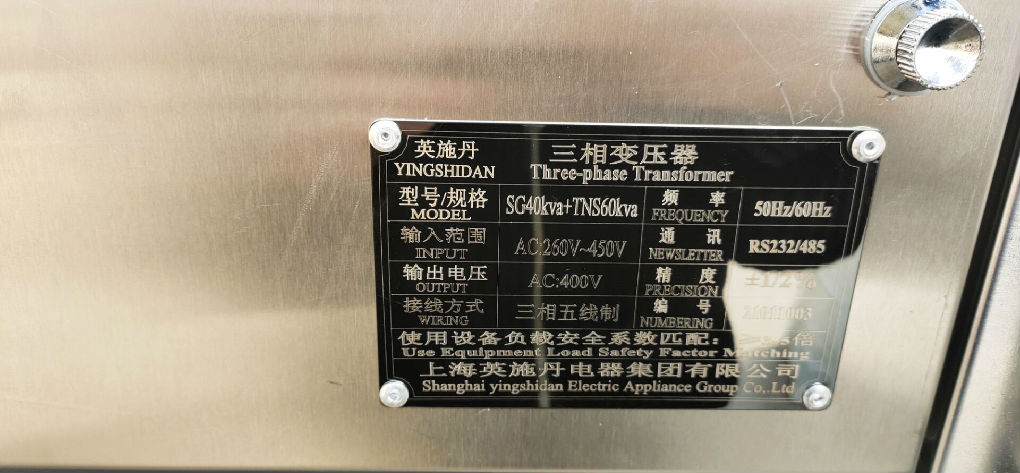 英施丹 三相变压器
YINGSHIDAN Three-phase Transformer
型号/规格 SG40kva+TNS60kva 频 率 50Hz/60Hz
MODEL FREQUENCY
输入范围 AC:260V~450V 通 讯 RS232/485
INPUT NEWSLETTER
输出电压 AC:400V 精 度 ±1/2%
OUTPUT PRECISION
接线方式 三相五线制 编 号
WIRING NUMBERING
使用设备负载安全系数匹配: 倍
Use Equipment Load Safety Factor Matching
上海英施丹电器集团有限公司
Shanghai yingshidan Electric Appliance Group Co,.Ltd